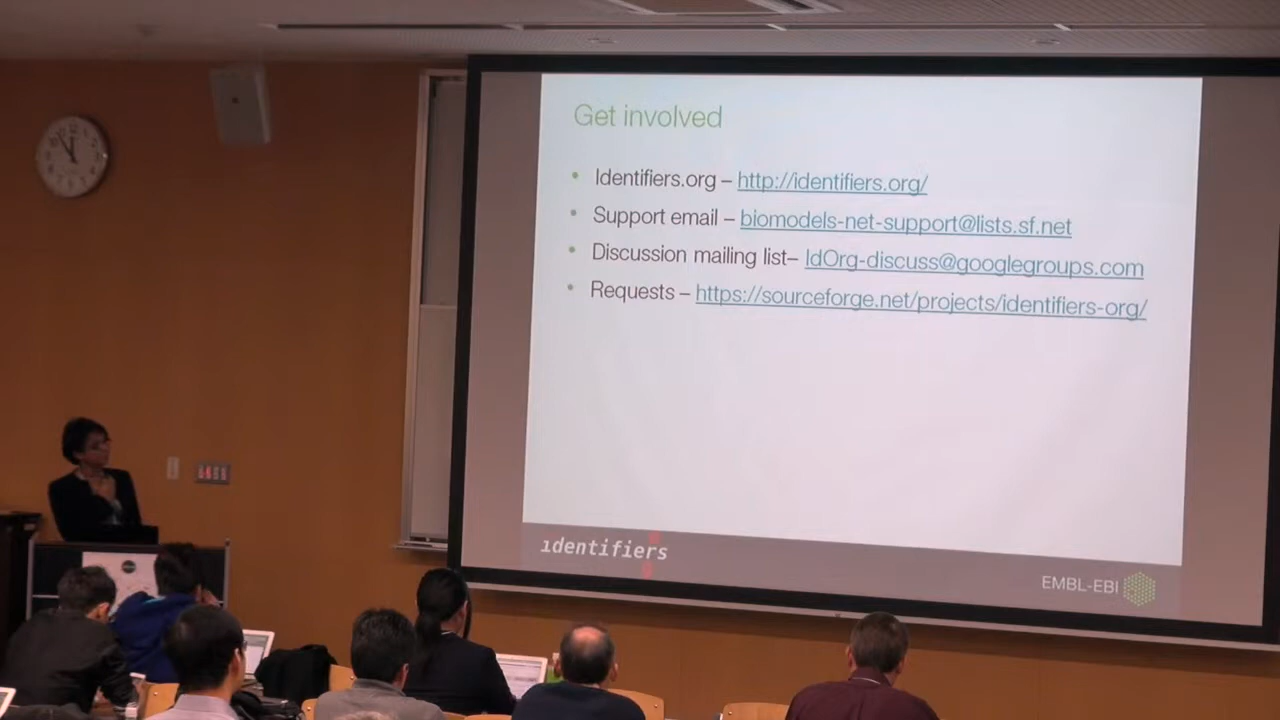 Get involved
• Identifiers.org – http://identifiers.org/
• Support email – biomodels-net-support@lists.sf.net
• Discussion mailing list– IdOrg-discuss@googlegroups.com
• Requests – https://sourceforge.net/projects/identifiers-org/
ıdentifiers
EMBL-EBI